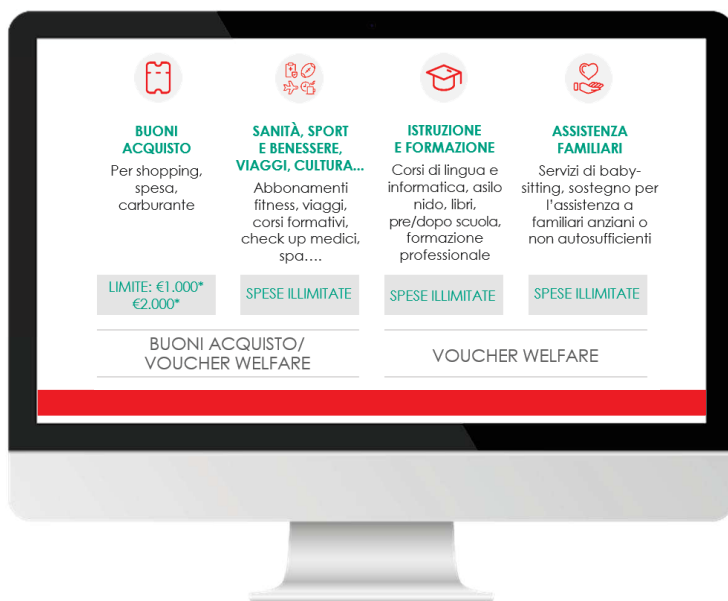 BUONI
ACQUISTO
Per shopping,
spesa,
carburante
LIMITE: €1.000*
€2.000*
SANITÀ, SPORT
E BENESSERE,
VIAGGI, CULTURA...
Abbonamenti
fitness, viaggi,
corsi formativi,
check up medici,
spa....
SPESE ILLIMITATE
ISTRUZIONE
E FORMAZIONE
Corsi di lingua e
informatica, asilo
nido, libri,
pre/dopo scuola,
formazione
professionale
SPESE ILLIMITATE
ASSISTENZA
FAMILIARI
Servizi di baby-
sitting, sostegno per
l'assistenza a
familiari anziani o
non autosufficienti
SPESE ILLIMITATE
BUONI ACQUISTO/
VOUCHER WELFARE
VOUCHER WELFARE